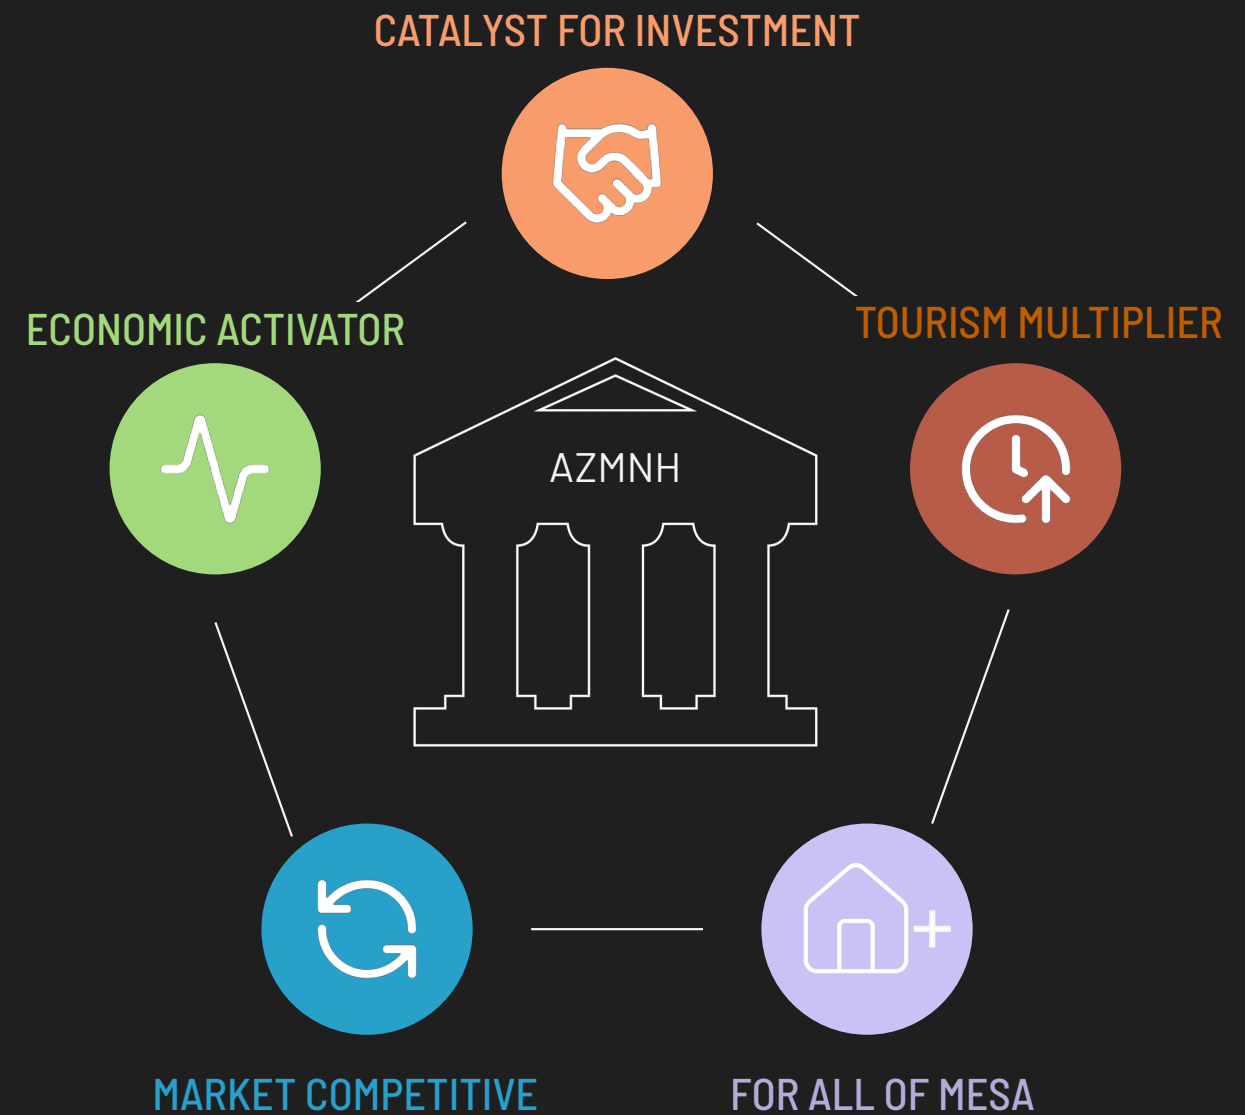 CATALYST FOR INVESTMENT
ECONOMIC ACTIVATOR
TOURISM MULTIPLIER
AZMNH
MARKET COMPETITIVE
FOR ALL OF MESA